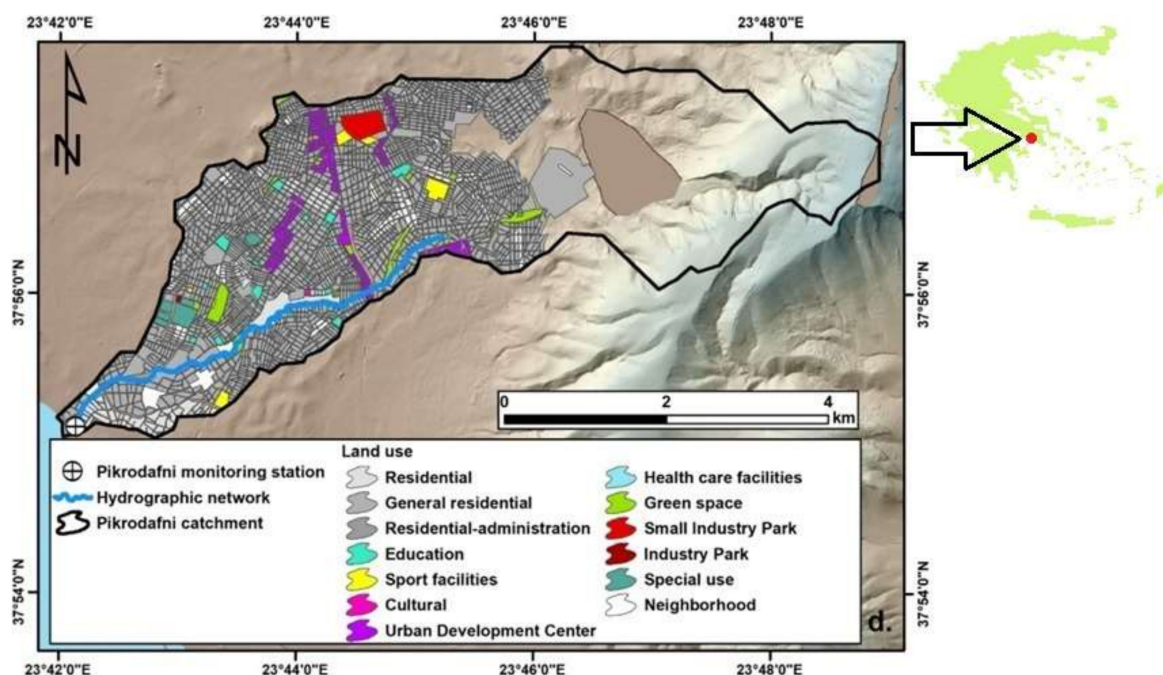 23°42'0"E 23°44'0"E 23°46'0"E 23°48'0"E
N
37°56'0"N 37°56'0"N
0 2 4
km
Land use
Pikrodafni monitoring station
Hydrographic network
Pikrodafni catchment
Residential
General residential
Residential-administration
Education
Sport facilities
Cultural
Urban Development Center
Health care facilities
Green space
Small Industry Park
Industry Park
Special use
Neighborhood
37°54'0"N 37°54'0"N
d.
23°42'0"E 23°44'0"E 23°46'0"E 23°48'0"E